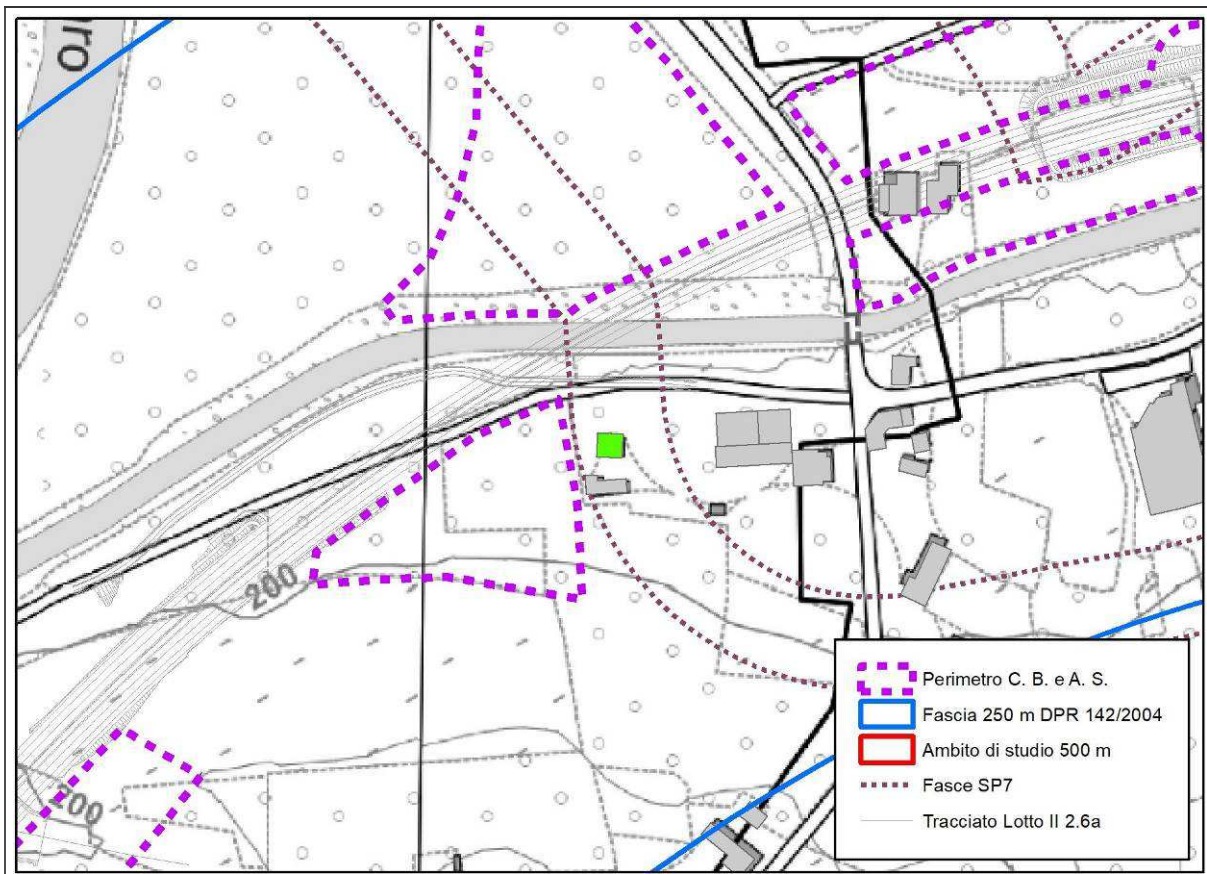 ro
200
200
Perimetro C. B. e A. S.
Fascia 250 m DPR 142/2004
Ambito di studio 500 m
Fasce SP7
Tracciato Lotto II 2.6a